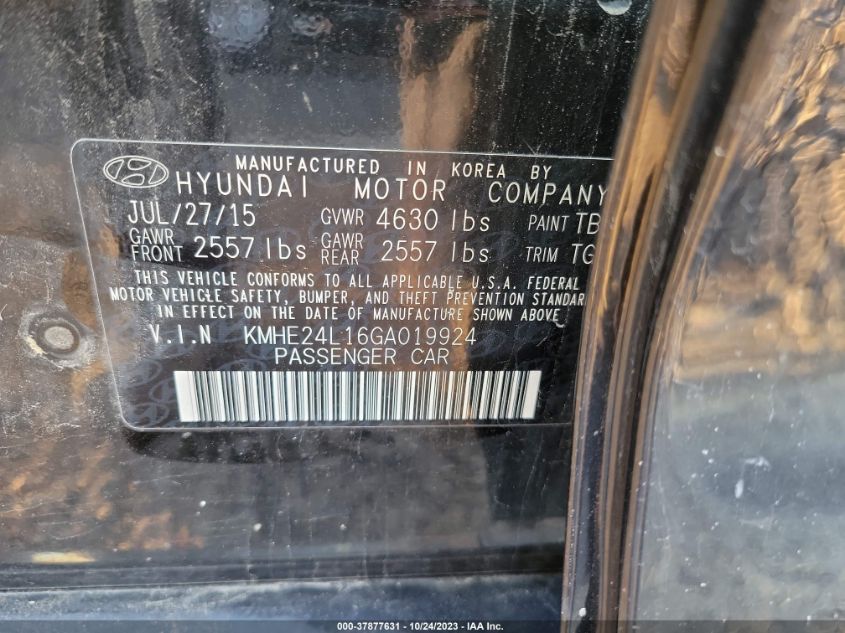 MANUFACTURED IN KOREA BY
HYUNDAI MOTOR COMPANY
JUL/27/15 GVWR 4630 lbs PAINT TB
GAWR FRONT 2557 lbs GAWR REAR 2557 lbs TRIM TG
THIS VEHICLE CONFORMS TO ALL APPLICABLE U.S.A. FEDERAL
MOTOR VEHICLE SAFETY, BUMPER, AND THEFT PREVENTION STANDAR
IN EFFECT ON THE DATE OF MANUFACTURE SHOWN ABOVE
V.I.N KMHE24L16GA019924
PASSENGER CAR
000-37877631 - 10/24/2023 - IAA Inc.